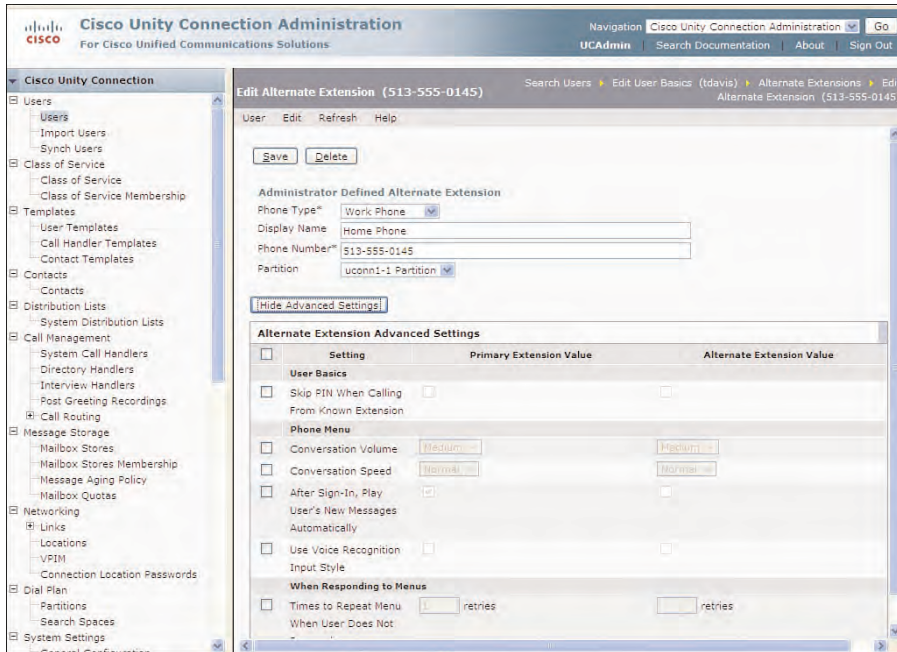 cisco
Cisco Unity Connection Administration
For Cisco Unified Communications Solutions
Navigation Cisco Unity Connection Administration Go
UCAdmin | Search Documentation | About | Sign Out
Cisco Unity Connection
Users
Users
Import Users
Synch Users
Class of Service
Class of Service
Class of Service Membership
Templates
User Templates
Call Handler Templates
Contact Templates
Contacts
Contacts
Distribution Lists
System Distribution Lists
Call Management
System Call Handlers
Directory Handlers
Interview Handlers
Post Greeting Recordings
Call Routing
Message Storage
Mailbox Stores
Mailbox Stores Membership
Message Aging Policy
Mailbox Quotas
Networking
Links
Locations
VPIM
Connection Location Passwords
Dial Plan
Partitions
Search Spaces
System Settings
General Configuration
Edit Alternate Extension (513-555-0145)
Search Users Edit User Basics (tdavis) Alternate Extensions Edi
Alternate Extension (513-555-0145
User Edit Refresh Help
Save Delete
Administrator Defined Alternate Extension
Phone Type* Work Phone
Display Name Home Phone
Phone Number* 513-555-0145
Partition uconn1-1 Partition
Hide Advanced Settings
Alternate Extension Advanced Settings
Setting Primary Extension Value Alternate Extension Value
User Basics
Skip PIN When Calling
From Known Extension
Phone Menu
Conversation Volume Medium Medium
Conversation Speed Normal Normal
After Sign-In, Play
User's New Messages
Automatically
Use Voice Recognition
Input Style
When Responding to Menus
Times to Repeat Menu 1 retries retries
When User Does Not